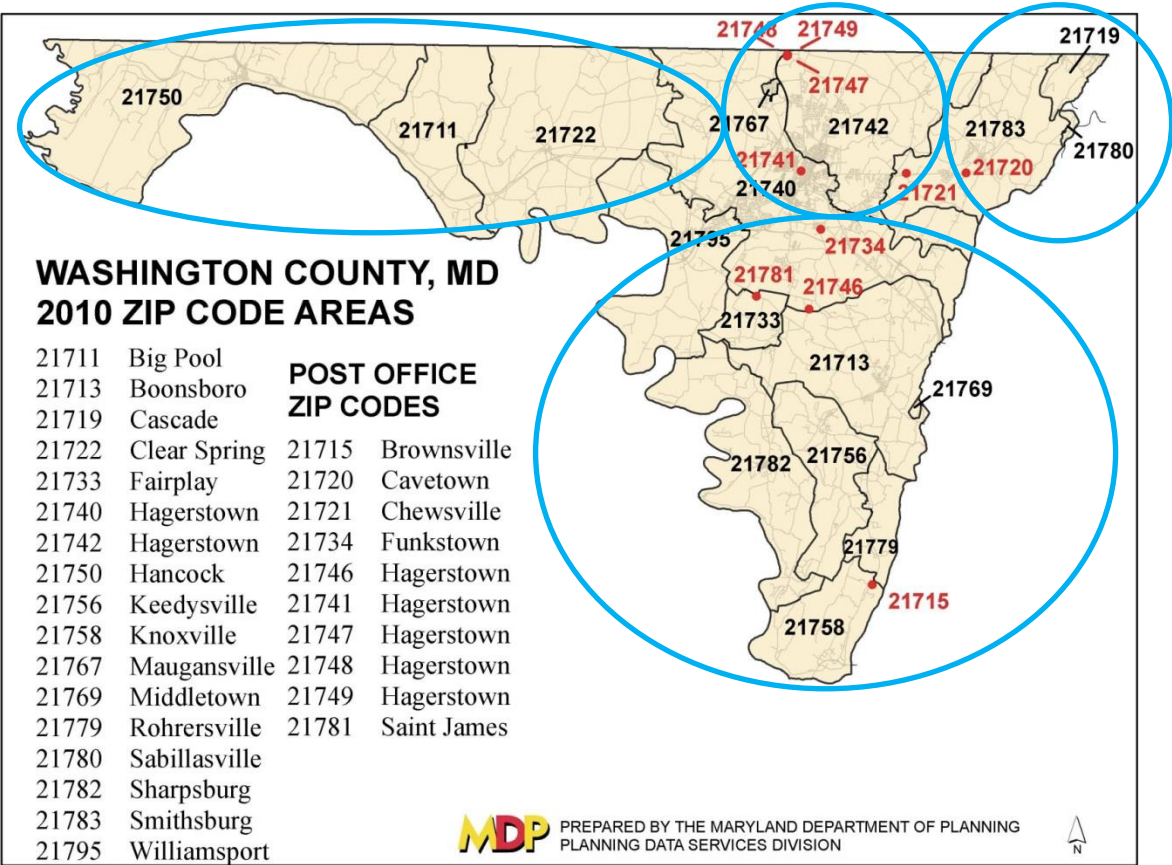 21748 21749
21719
21747
21750
21711
21722
21767
21742
21783
21780
21741
21740
21720
21721
21795
21734
21781
21746
21733
21713
21769
21782
21756
21779
21715
21758
WASHINGTON COUNTY, MD
2010 ZIP CODE AREAS
21711 Big Pool
21713 Boonsboro
21719 Cascade
21722 Clear Spring
21733 Fairplay
21740 Hagerstown
21742 Hagerstown
21750 Hancock
21756 Keedysville
21758 Knoxville
21767 Maugansville
21769 Middletown
21779 Rohrersville
21780 Sabillasville
21782 Sharpsburg
21783 Smithsburg
21795 Williamsport
POST OFFICE
ZIP CODES
21715 Brownsville
21720 Cavetown
21721 Chewsville
21734 Funkstown
21746 Hagerstown
21741 Hagerstown
21747 Hagerstown
21748 Hagerstown
21749 Hagerstown
21781 Saint James
MDP
PREPARED BY THE MARYLAND DEPARTMENT OF PLANNING
PLANNING DATA SERVICES DIVISION
N